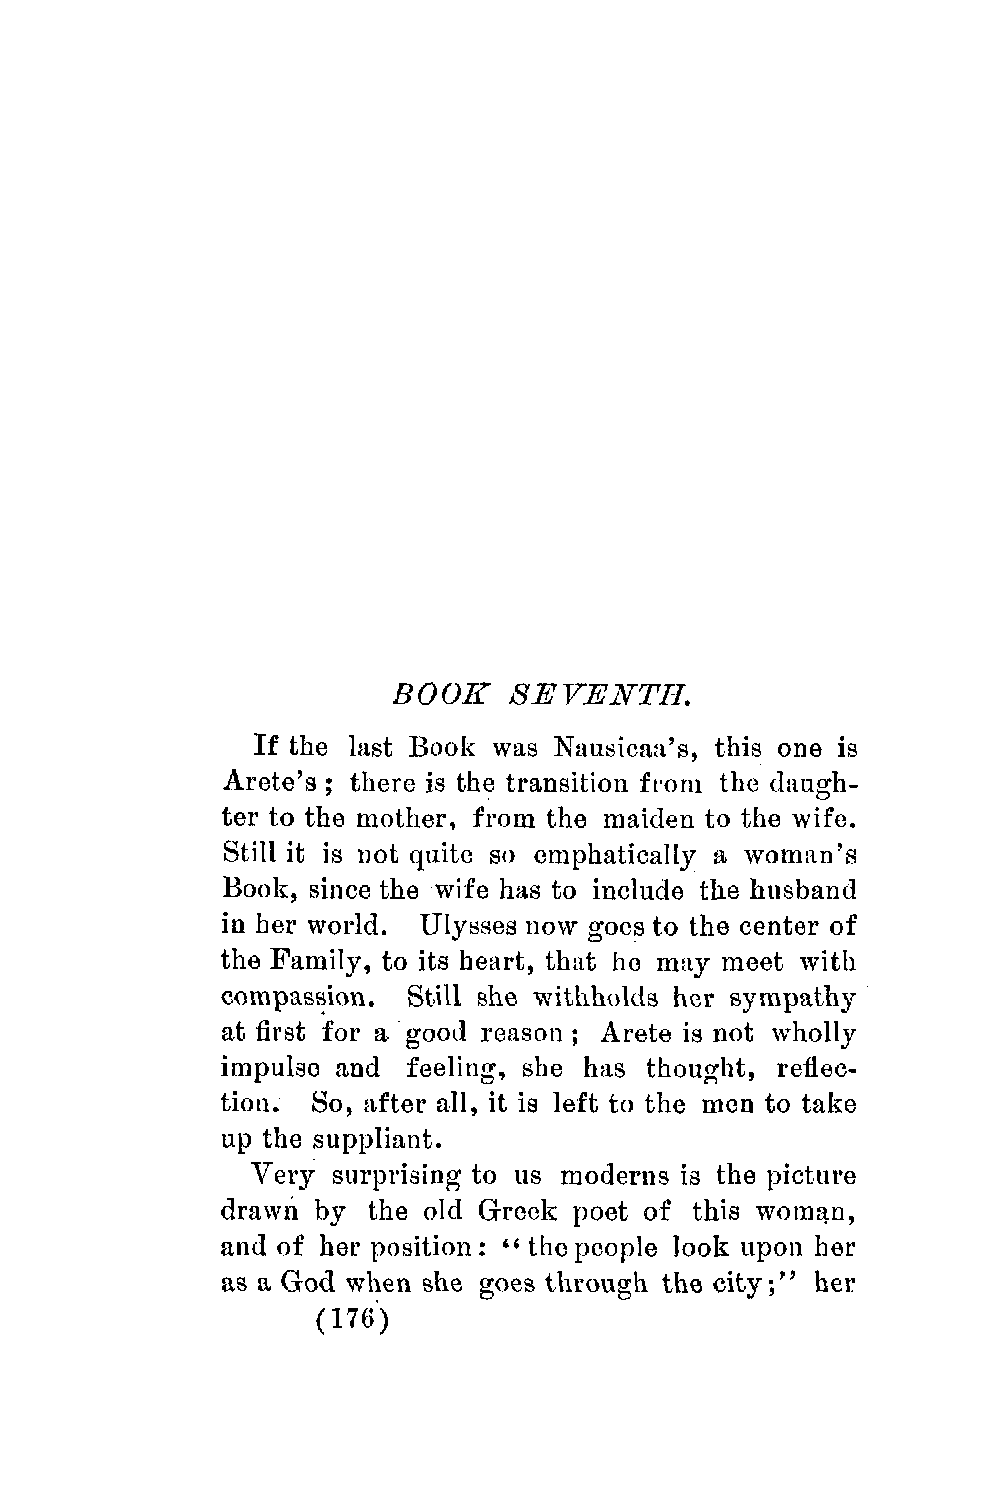 BOOK SEVENTH.
If the last Book was Nausicaa's, this one is
Arete's; there is the transition from the daugh-
ter to the mother, from the maiden to the wife.
Still it is not quite so emphatically a woman's
Book, since the wife has to include the husband
in her world. Ulysses now goes to the center of
the Family, to its heart, that he may meet with
compassion. Still she withholds her sympathy
at first for a good reason; Arete is not wholly
impulse and feeling, she has thought, reflec-
tion. So, after all, it is left to the men to take
up the suppliant.
Very surprising to us moderns is the picture
drawn by the old Greek poet of this woman,
and of her position: "the people look upon her
as a God when she goes through the city;" her
(176)